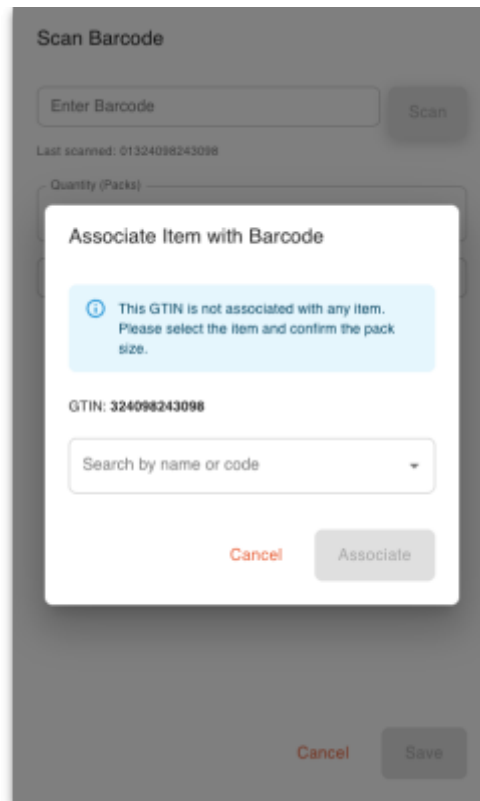 Scan Barcode
Enter Barcode
Scan
Last scanned: 01324098243098
Quantity (Packs)
Associate Item with Barcode
This GTIN is not associated with any item.
Please select the item and confirm the pack
size.
GTIN: 324098243098
Search by name or code
Cancel
Associate
Cancel
Save